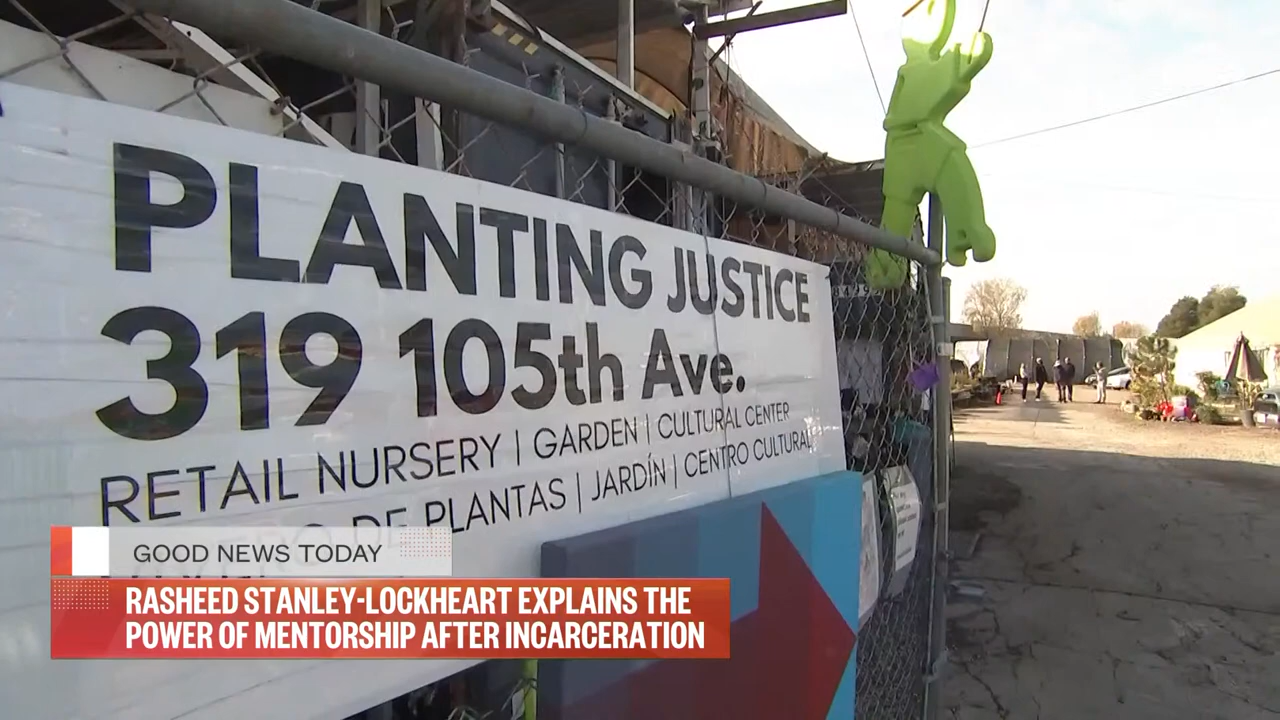 PLANTING JUSTICE
319 105th Ave.
RETAIL NURSERY | GARDEN | CULTURAL CENTER
DE PLANTAS | JARDÍN | CENTRO CULTURAL
GOOD NEWS TODAY
RASHEED STANLEY-LOCKHEART EXPLAINS THE
POWER OF MENTORSHIP AFTER INCARCERATION